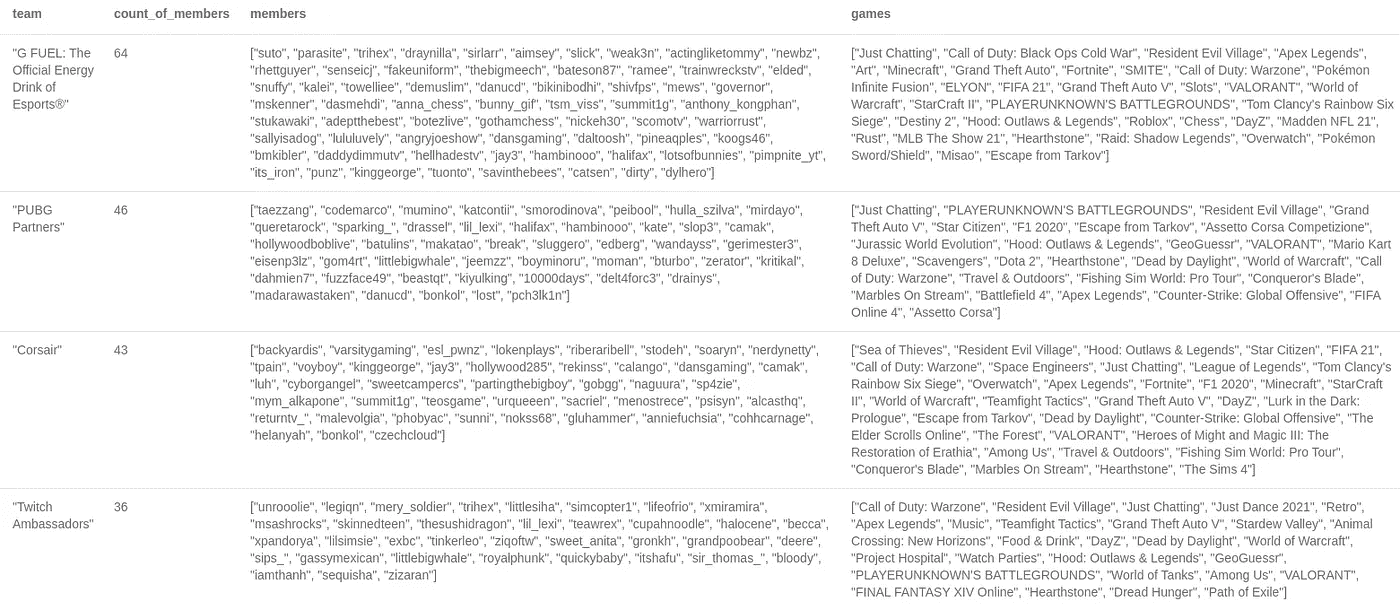 team count_of_members members games
"G FUEL: The
Official Energy
Drink of
Esports®"
64
["suto", "parasite", "trihex", "draynilla", "sirlarr", "aimsey", "slick", "weak3n", "actingliketommy", "newbz",
"rhettguyer", "senseicj", "fakeuniform", "thebigmeech", "bateson87", "ramee", "trainwreckstv", "elded",
"snuffy", "kalei", "towelliee", "demuslim", "danucd", "bikinibodhi", "shivfps", "mews", "governor",
"mskenner", "dasmehdi", "anna_chess", "bunny_gif", "tsm_viss", "summit1g", "anthony_kongphan",
"stukawaki", "adeptthebest", "botezlive", "gothamchess", "nickeh30", "scomotv", "warriorrust",
"sallyisadog", "luluuluvely", "angryjoeshow", "dansgaming", "daltoosh", "pineaqples", "koogs46",
"bmkibler", "daddydimmutv", "hellhadestv", "jay3", "hambinooo", "halifax", "lotsofbunnies", "pimpnite_yt",
"its_iron", "punz", "kinggeorge", "tuonto", "savinthebees", "catsen", "dirty", "dylhero"]
["Just Chatting", "Call of Duty: Black Ops Cold War", "Resident Evil Village", "Apex Legends",
"Art", "Minecraft", "Grand Theft Auto", "Fortnite", "SMITE", "Call of Duty: Warzone", "Pokémon
Infinite Fusion", "ELYON", "FIFA 21", "Grand Theft Auto V", "Slots", "VALORANT", "World of
Warcraft", "StarCraft II", "PLAYERUNKNOWN'S BATTLEGROUNDS", "Tom Clancy's Rainbow Six
Siege", "Destiny 2", "Hood: Outlaws & Legends", "Roblox", "Chess", "DayZ", "Madden NFL 21",
"Rust", "MLB The Show 21", "Hearthstone", "Raid: Shadow Legends", "Overwatch", "Pokémon
Sword/Shield", "Misao", "Escape from Tarkov"]
"PUBG
Partners"
46
["taezzang", "codemarco", "mumino", "katcontii", "smorodinova", "peibool", "hulla_szilva", "mirdayo",
"queretarock", "sparking_", "drassel", "lil_lexi", "halifax", "hambinooo", "kate", "slop3", "camak",
"hollywoodboblive", "batulins", "makatao", "break", "sluggero", "edberg", "wandayss", "gerimester3",
"eisenp3lz", "gom4rt", "littlebigwhale", "jeemzz", "boyminoru", "moman", "bturbo", "zerator", "kritikal",
"dahmien7", "fuzzface49", "beastqt", "kiyulking", "10000days", "delt4forc3", "drainys",
"madarawastaken", "danucd", "bonkol", "lost", "pch3lk1n"]
["Just Chatting", "PLAYERUNKNOWN'S BATTLEGROUNDS", "Resident Evil Village", "Grand
Theft Auto V", "Star Citizen", "F1 2020", "Escape from Tarkov", "Assetto Corsa Competizione",
"Jurassic World Evolution", "Hood: Outlaws & Legends", "GeoGuessr", "VALORANT", "Mario Kart
8 Deluxe", "Scavengers", "Dota 2", "Hearthstone", "Dead by Daylight", "World of Warcraft", "Call
of Duty: Warzone", "Travel & Outdoors", "Fishing Sim World: Pro Tour", "Conqueror's Blade",
"Marbles On Stream", "Battlefield 4", "Apex Legends", "Counter-Strike: Global Offensive", "FIFA
Online 4", "Assetto Corsa"]
"Corsair"
43
["backyardis", "varsitygaming", "esl_pwnz", "lokenplays", "riberaribell", "stodeh", "soaryn", "nerdynetty",
"tpain", "voyboy", "kinggeorge", "jay3", "hollywood285", "rekinss", "calango", "dansgaming", "camak",
"luh", "cyborgangel", "sweetcampercs", "partingthebigboy", "gobgg", "naguura", "sp4zie",
"mym_alkapone", "summit1g", "teosgame", "urqueeen", "sacriel", "menostrece", "psisyn", "alcasthq",
"returntv_", "malevolgia", "phobyac", "sunni", "nokss68", "gluhammer", "anniefuchsia", "cohhcarnage",
"helanyah", "bonkol", "czechcloud"]
["Sea of Thieves", "Resident Evil Village", "Hood: Outlaws & Legends", "Star Citizen", "FIFA 21",
"Call of Duty: Warzone", "Space Engineers", "Just Chatting", "League of Legends", "Tom Clancy's
Rainbow Six Siege", "Overwatch", "Apex Legends", "Fortnite", "F1 2020", "Minecraft", "StarCraft
II", "World of Warcraft", "Teamfight Tactics", "Grand Theft Auto V", "DayZ", "Lurk in the Dark:
Prologue", "Escape from Tarkov", "Dead by Daylight", "Counter-Strike: Global Offensive", "The
Elder Scrolls Online", "The Forest", "VALORANT", "Heroes of Might and Magic III: The
Restoration of Erathia", "Among Us", "Travel & Outdoors", "Fishing Sim World: Pro Tour",
"Conqueror's Blade", "Marbles On Stream", "Hearthstone", "The Sims 4"]
"Twitch
Ambassadors"
36
["unrooolie", "legiqn", "mery_soldier", "trihex", "littlesiha", "simcopter1", "lifeofrio", "xmiramira",
"msashrocks", "skinnedteen", "thesushidragon", "lil_lexi", "teawrex", "cupahnoodle", "halocene", "becca",
"xpandorya", "lilsimsie", "exbc", "tinkerleo", "ziqoftw", "sweet_anita", "gronkh", "grandpoobear", "deere",
"sips_", "gassymexican", "littlebigwhale", "royalphunk", "quickybaby", "itshafu", "sir_thomas_", "bloody",
"iamthanh", "sequisha", "zizaran"]
["Call of Duty: Warzone", "Resident Evil Village", "Just Chatting", "Just Dance 2021", "Retro",
"Apex Legends", "Music", "Teamfight Tactics", "Grand Theft Auto V", "Stardew Valley", "Animal
Crossing: New Horizons", "Food & Drink", "DayZ", "Dead by Daylight", "World of Warcraft",
"Project Hospital", "Watch Parties", "Hood: Outlaws & Legends", "GeoGuessr",
"PLAYERUNKNOWN'S BATTLEGROUNDS", "World of Tanks", "Among Us", "VALORANT",
"FINAL FANTASY XIV Online", "Hearthstone", "Dread Hunger", "Path of Exile"]